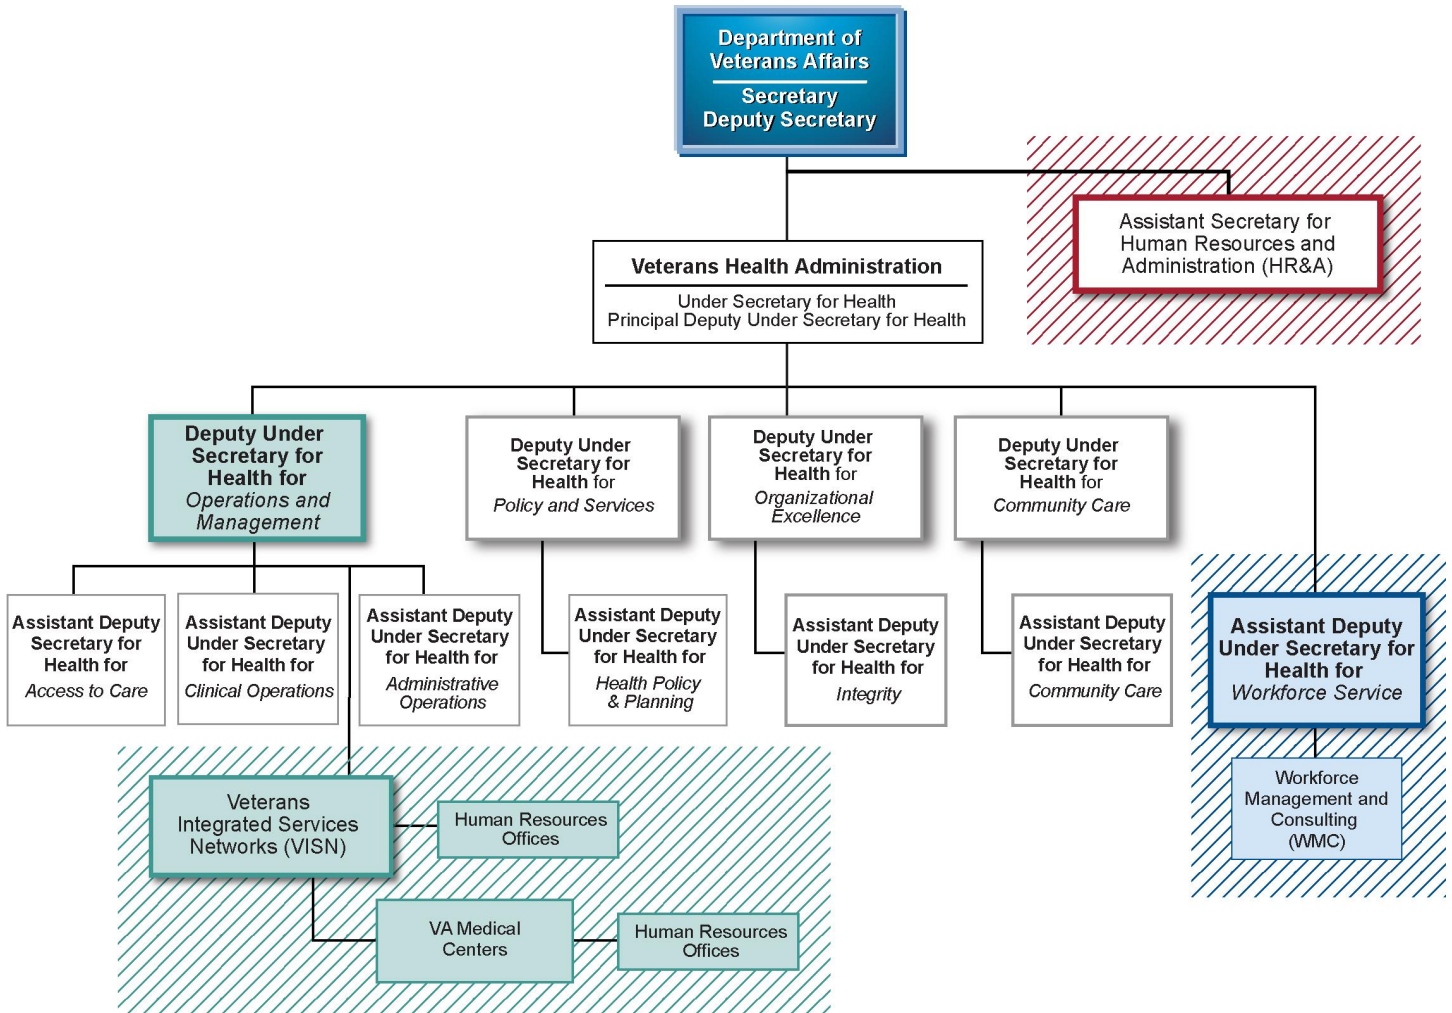 Department of
Veterans Affairs
Secretary
Deputy Secretary
Assistant Secretary for
Human Resources and
Administration (HR&A)
Veterans Health Administration
Under Secretary for Health
Principal Deputy Under Secretary for Health
Deputy Under
Secretary for
Health for
Operations and
Management
Deputy Under
Secretary for
Health for
Policy and Services
Deputy Under
Secretary for
Health for
Organizational
Excellence
Deputy Under
Secretary for
Health for
Community Care
Assistant Deputy
Secretary for
Health for
Access to Care
Assistant Deputy
Under Secretary
for Health for
Clinical Operations
Assistant Deputy
Under Secretary
for Health for
Administrative
Operations
Assistant Deputy
Under Secretary
for Health for
Health Policy
& Planning
Assistant Deputy
Under Secretary
for Health for
Integrity
Assistant Deputy
Under Secretary
for Health for
Community Care
Assistant Deputy
Under Secretary for
Health for
Workforce Service
Veterans
Integrated Services
Networks (VISN)
Human Resources
Offices
Workforce
Management and
Consulting
(WMC)
VA Medical
Centers
Human Resources
Offices